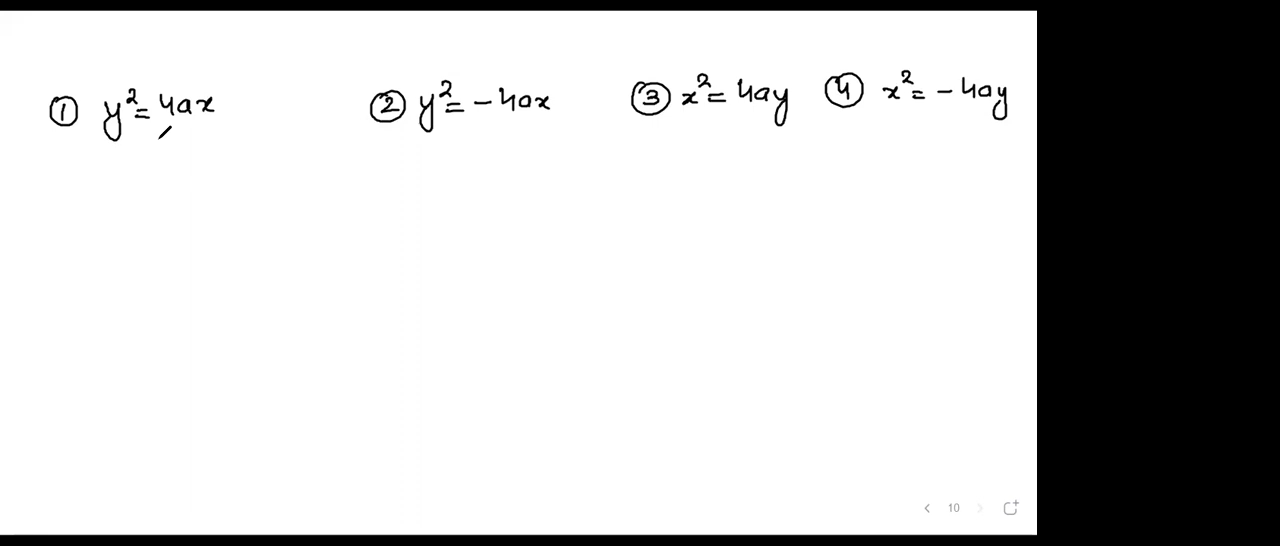 ① y² = 4ax ② y² = - 4ax ③ x² = 4ay ④ x² = - 4ay
< 10 >